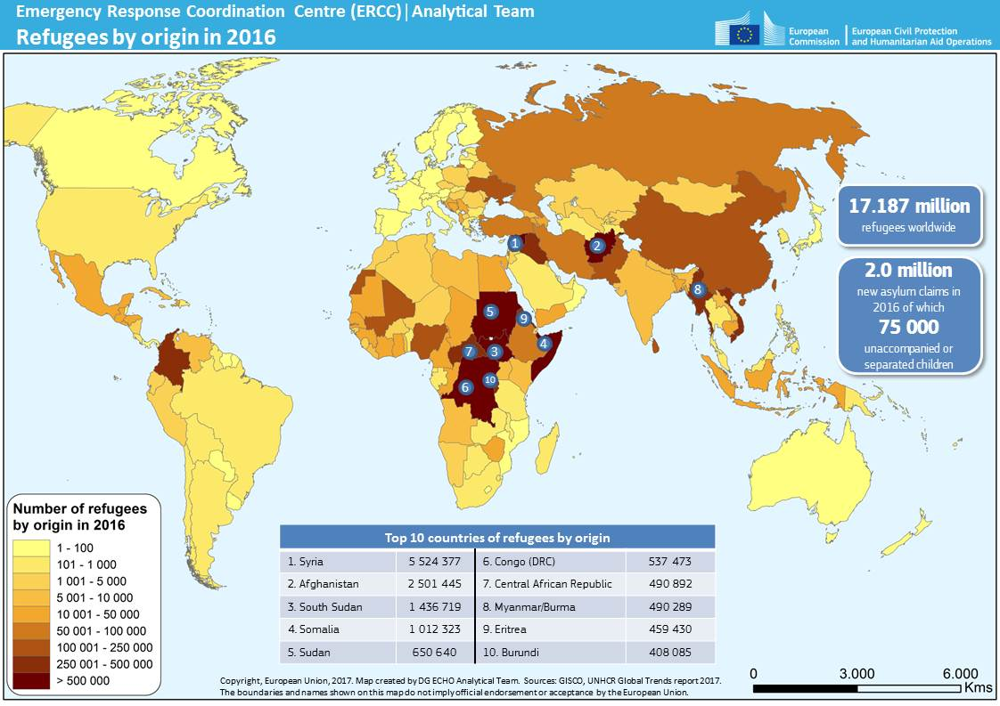 Emergency Response Coordination Centre (ERCC)|Analytical Team
Refugees by origin in 2016
European
Commission
European Civil Protection
and Humanitarian Aid Operations
1
2
8
5
9
4
7
3
6
10
17.187 million
refugees worldwide
2.0 million
new asylum claims in
2016 of which
75 000
unaccompanied or
separated children
Number of refugees
by origin in 2016
1 - 100
101 - 1 000
1 001 - 5 000
5 001 - 10 000
10 001 - 50 000
50 001 - 100 000
100 001 - 250 000
250 001 - 500 000
> 500 000
Top 10 countries of refugees by origin
1. Syria 5 524 377 6. Congo (DRC) 537 473
2. Afghanistan 2 501 445 7. Central African Republic 490 892
3. South Sudan 1 436 719 8. Myanmar/Burma 490 289
4. Somalia 1 012 323 9. Eritrea 459 430
5. Sudan 650 640 10. Burundi 408 085
Copyright, European Union, 2017. Map created by DG ECHO Analytical Team. Sources: GISCO, UNHCR Global Trends report 2017.
The boundaries and names shown on this map do not imply official endorsement or acceptance by the European Union.
0 3.000 6.000
Kms